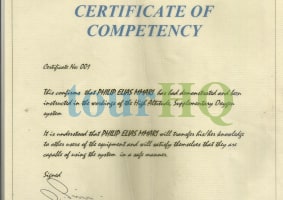 CERTIFICATE OF
COMPETENCY
Certificate No: 001
This confirms that PHILIP ELVIS MMARI has had demonstrated and been
instructed in the workings of the High Altitude, Supplementary Oxygen
system
tourHQ
It is understood that PHILIP ELVIS MMARI will transfer his/her knowledge
to other users of the equipment and will satisfy themselves that they are
capable of using the system in a safe manner.
Signed